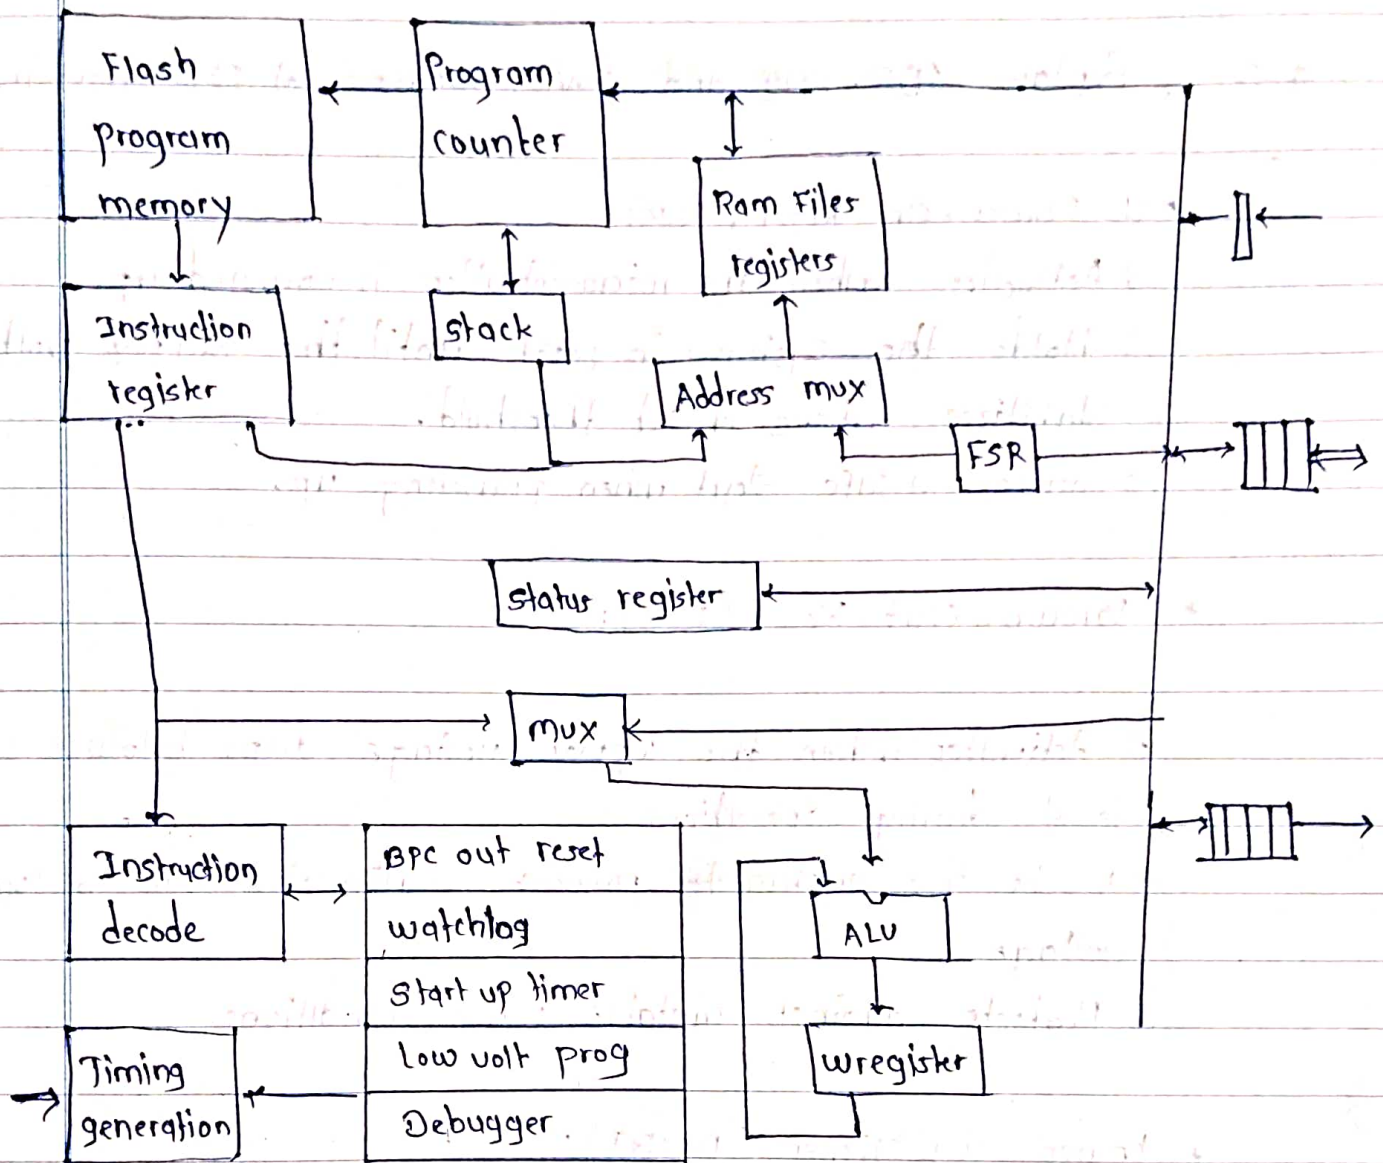 Flash
program
memory
Program
counter
Ram Files
registers
Instruction
register
stack
Address mux
FSR
status register
mux
Instruction
decode
BPC out reset
watchlog
Start up timer
Low volt prog
Debugger
ALU
wregister
Timing
generation